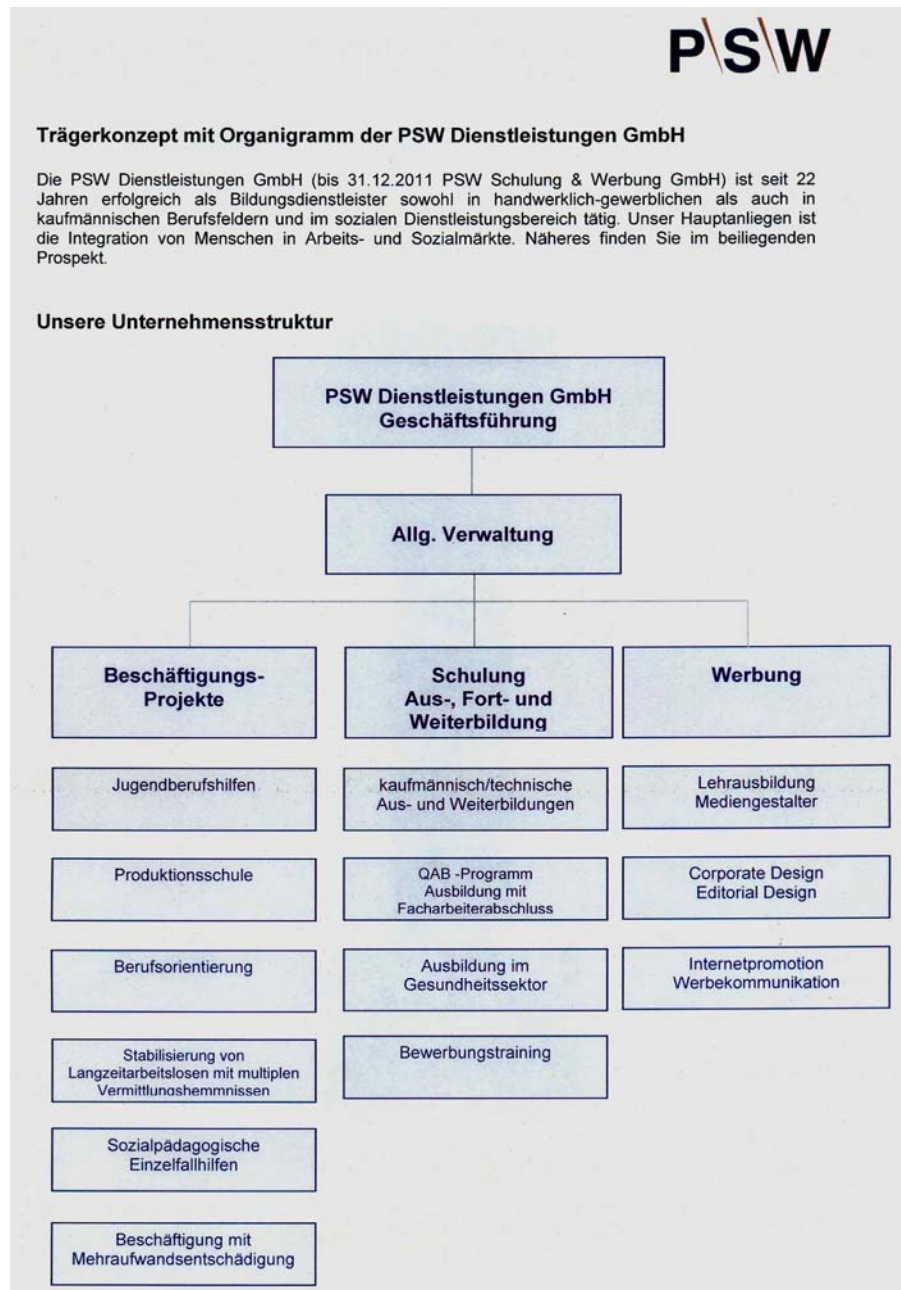 P\S\W
Trägerkonzept mit Organigramm der PSW Dienstleistungen GmbH
Die PSW Dienstleistungen GmbH (bis 31.12.2011 PSW Schulung & Werbung GmbH) ist seit 22
Jahren erfolgreich als Bildungsdienstleister sowohl in handwerklich-gewerblichen als auch in
kaufmännischen Berufsfeldern und im sozialen Dienstleistungsbereich tätig. Unser Hauptanliegen ist
die Integration von Menschen in Arbeits- und Sozialmärkte. Näheres finden Sie im beiliegenden
Prospekt.
Unsere Unternehmensstruktur
PSW Dienstleistungen GmbH
Geschäftsführung
Allg. Verwaltung
Beschäftigungs-
Projekte
Jugendberufshilfen
Produktionsschule
Berufsorientierung
Stabilisierung von
Langzeitarbeitslosen mit multiplen
Vermittlungshemmnissen
Sozialpädagogische
Einzelfallhilfen
Beschäftigung mit
Mehraufwandsentschädigung
Schulung
Aus-, Fort- und
Weiterbildung
kaufmännisch/technische
Aus- und Weiterbildungen
QAB -Programm
Ausbildung mit
Facharbeiterabschluss
Ausbildung im
Gesundheitssektor
Bewerbungstraining
Werbung
Lehrausbildung
Mediengestalter
Corporate Design
Editorial Design
Internetpromotion
Werbekommunikation